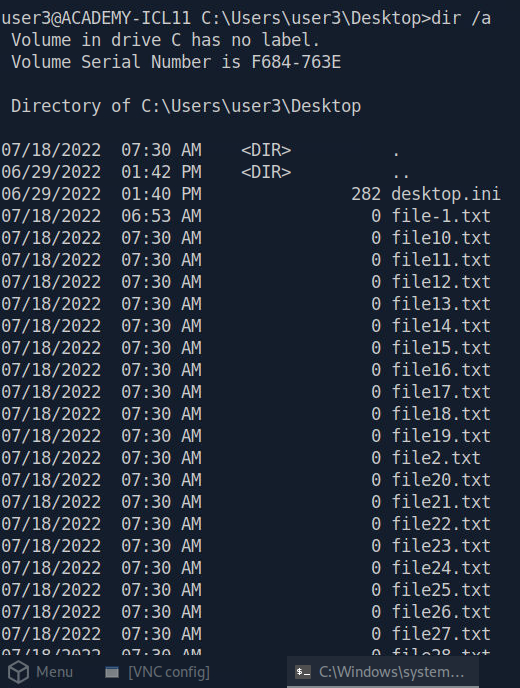 user3@ACADEMY-ICL11 C:\Users\user3\Desktop>dir /a
Volume in drive C has no label.
Volume Serial Number is F684-763E
Directory of C:\Users\user3\Desktop
07/18/2022 07:30 AM <DIR> .
06/29/2022 01:42 PM <DIR> ..
06/29/2022 01:40 PM 282 desktop.ini
07/18/2022 06:53 AM 0 file-1.txt
07/18/2022 07:30 AM 0 file10.txt
07/18/2022 07:30 AM 0 file11.txt
07/18/2022 07:30 AM 0 file12.txt
07/18/2022 07:30 AM 0 file13.txt
07/18/2022 07:30 AM 0 file14.txt
07/18/2022 07:30 AM 0 file15.txt
07/18/2022 07:30 AM 0 file16.txt
07/18/2022 07:30 AM 0 file17.txt
07/18/2022 07:30 AM 0 file18.txt
07/18/2022 07:30 AM 0 file19.txt
07/18/2022 07:30 AM 0 file2.txt
07/18/2022 07:30 AM 0 file20.txt
07/18/2022 07:30 AM 0 file21.txt
07/18/2022 07:30 AM 0 file22.txt
07/18/2022 07:30 AM 0 file23.txt
07/18/2022 07:30 AM 0 file24.txt
07/18/2022 07:30 AM 0 file25.txt
07/18/2022 07:30 AM 0 file26.txt
07/18/2022 07:30 AM 0 file27.txt
07/18/2022 07:30 AM 0 file28.txt
Menu [VNC config] C:\Windows\system...